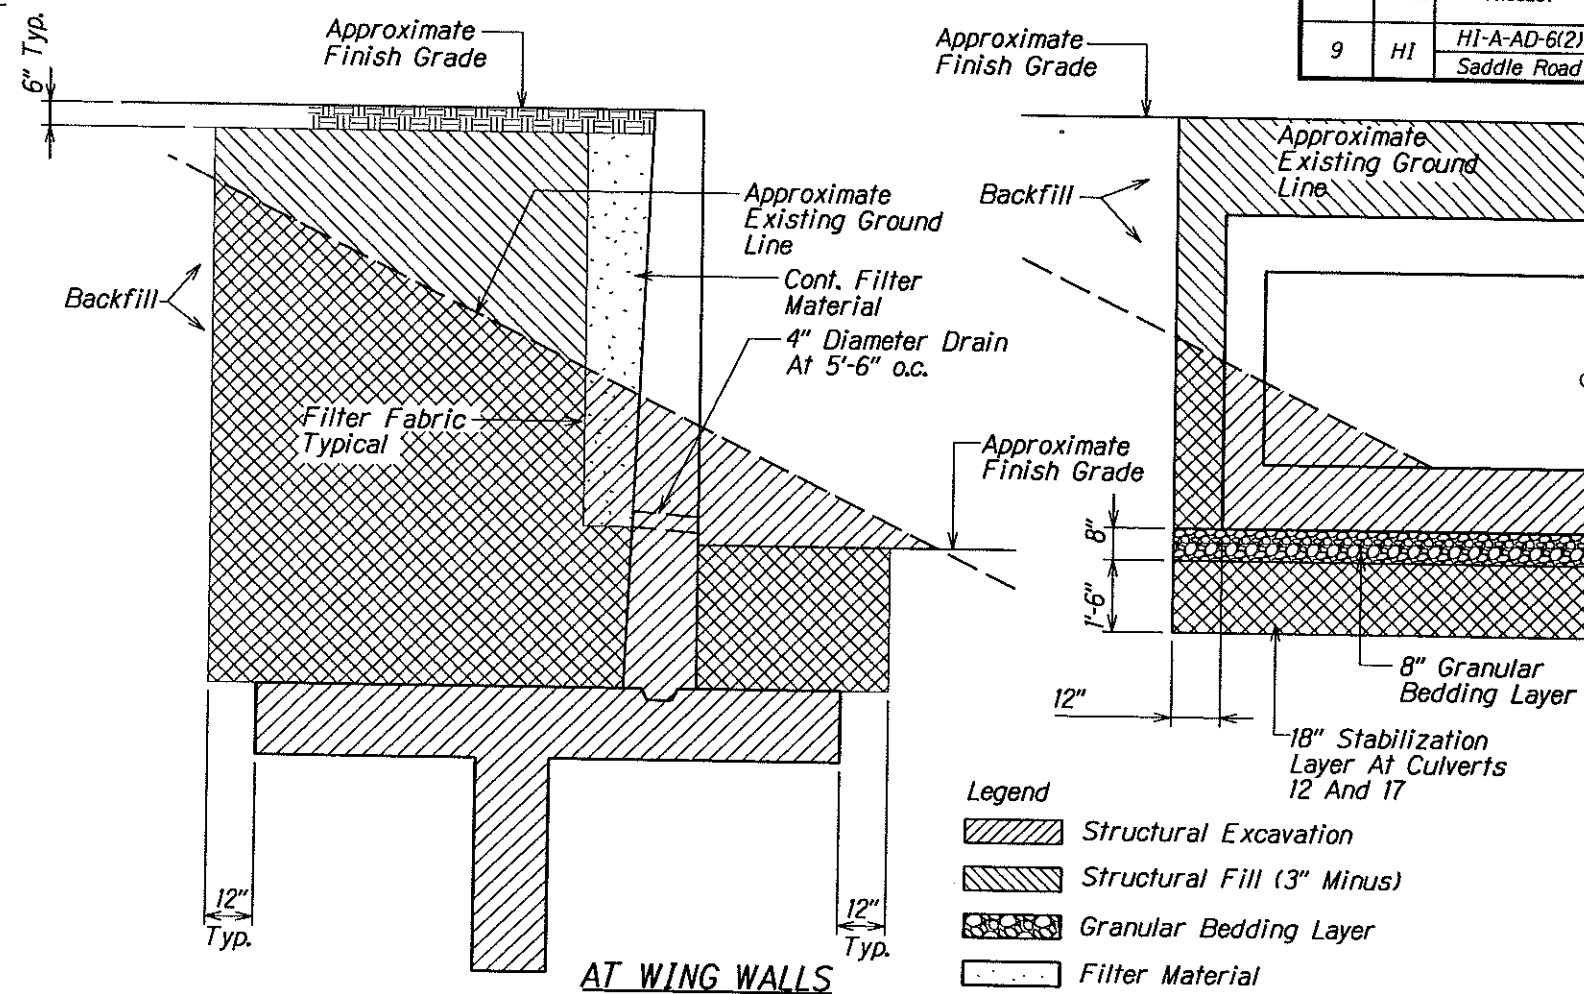 6" Typ.
Approximate
Finish Grade
Approximate
Existing Ground
Line
Cont. Filter
Material
4" Diameter Drain
At 5'-6" o.c.
Backfill
Filter Fabric
Typical
Approximate
Finish Grade
12"
Typ.
12"
Typ.
AT WING WALLS
9
HI
HI-A-AD-6(2)
Saddle Road
Approximate
Finish Grade
Approximate
Existing Ground
Line
Backfill
8"
1'-6"
12"
8" Granular
Bedding Layer
18" Stabilization
Layer At Culverts
12 And 17
Legend
Structural Excavation
Structural Fill (3" Minus)
Granular Bedding Layer
Filter Material